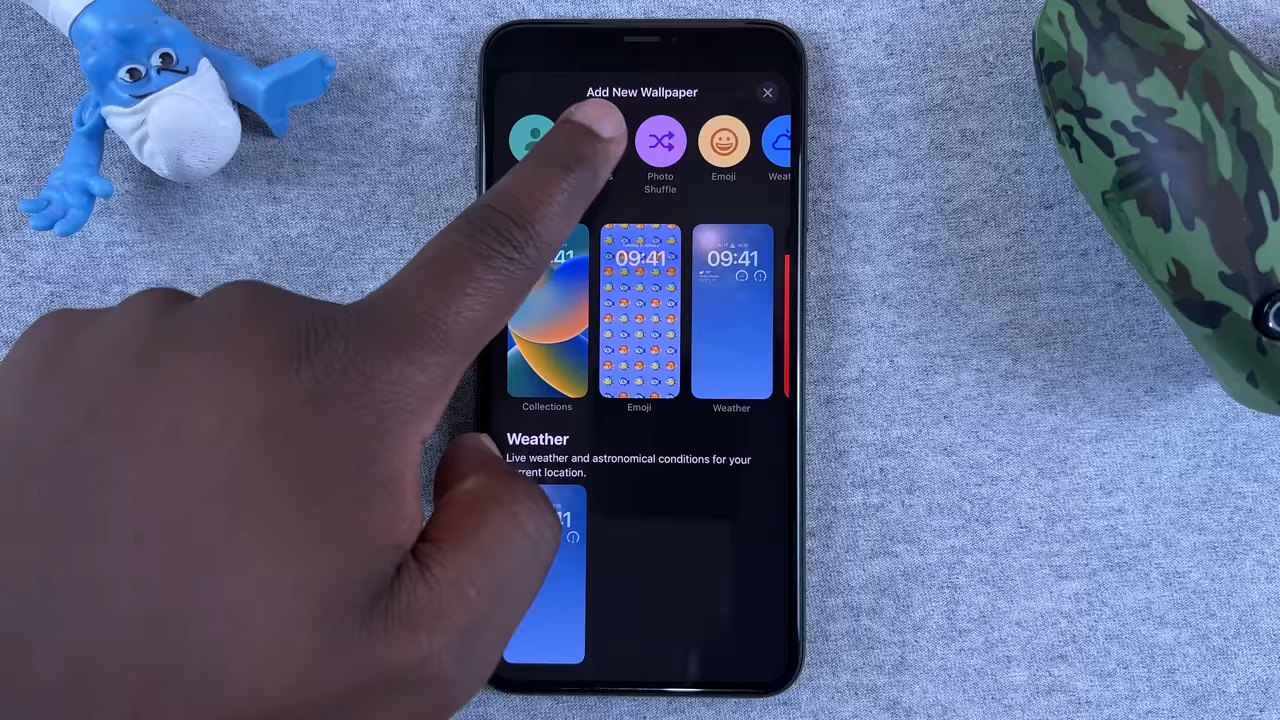 Add New Wallpaper
Photo
Shuffle
Emoji
Weat
09:41
09:41
Collections
Emoji
Weather
Weather
Live weather and astronomical conditions for your
rrent location.